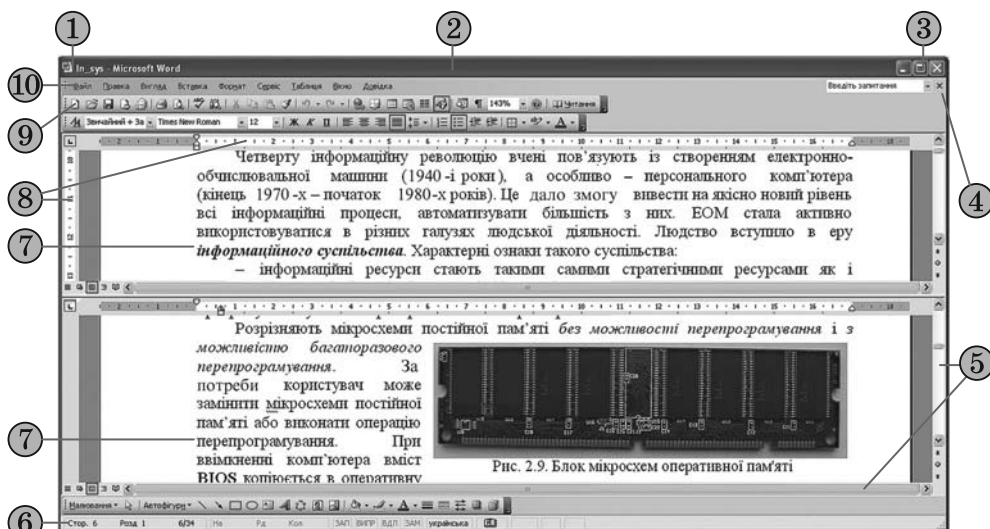 1
2
3
In_sys - Microsoft Word
10
Файл Правка Вигляд Вставка Формат Сервіс Таблиця Вікно Довідка
Введіть запитання
9
143%
Читання
Звичайний + За
Times New Roman
12
Ж К П
8
4
Четверту інформаційну революцію вчені пов'язують із створенням електронно-
обчислювальної машини (1940 -і роки), а особливо – персонального комп'ютера
(кінець 1970 -х – початок 1980-х років). Це дало змогу вивести на якісно новий рівень
всі інформаційні процеси, автоматизувати більшість з них. ЕОМ стала активно
використовуватися в різних галузях людської діяльності. Людство вступило в еру
7
інформаційного суспільства. Характерні ознаки такого суспільства:
– інформаційні ресурси стають такими самими стратегічними ресурсами як і
Розрізняють мікросхеми постійної пам'яті без можливості перепрограмування і з
можливістю багаторазового
перепрограмування. За
потреби користувач може
замінити мікросхеми постійної
пам'яті або виконати операцію
7
перепрограмування. При
ввімкненні комп'ютера вміст
BIOS копіюється в оперативну
Рис. 2.9. Блок мікросхем оперативної пам'яті
5
Малювання
Автофігури
6
Стор. 6 Розд 1 6/34 На Рд Кол ЗАП ВИПР ВДЛ ЗАМ українська